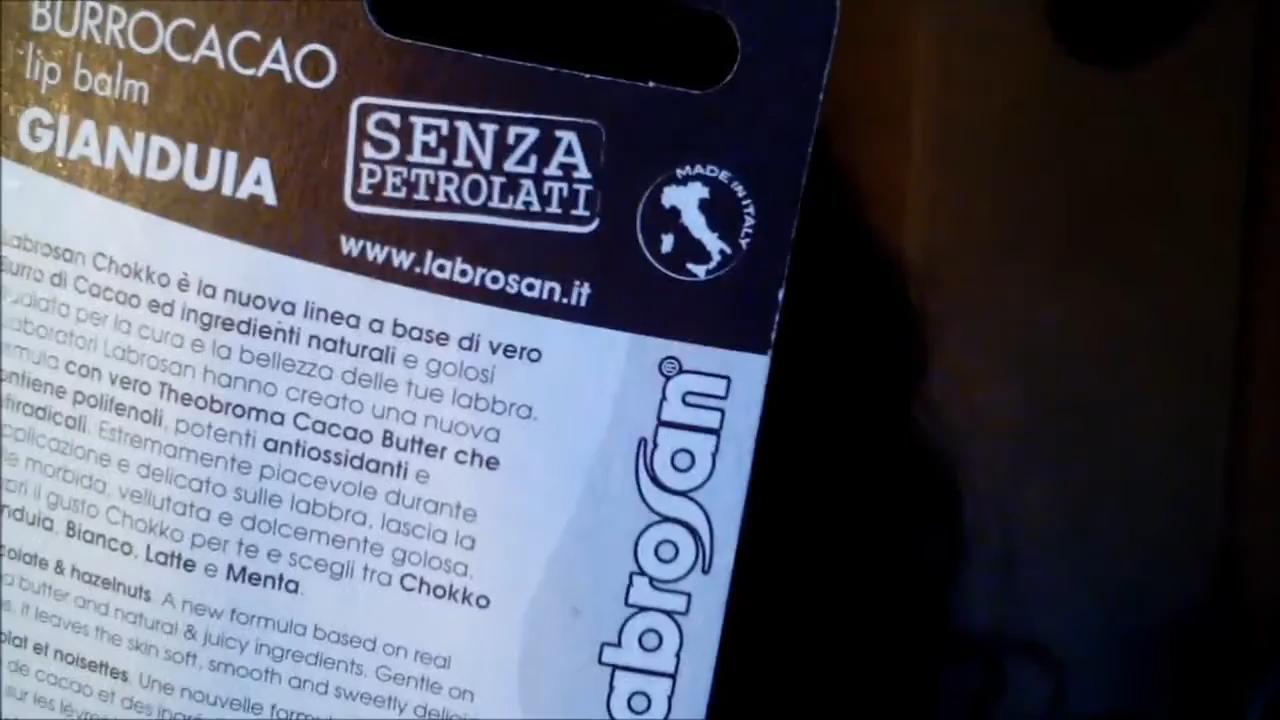 BURROCACAO
lip balm
GIANDUIA
SENZA
PETROLATI
MADE IN ITALY
www.labrosan.it
Labrosan Chokko è la nuova linea a base di vero
Burro di Cacao ed ingredienti naturali e golosi
per la cura e la bellezza delle tue labbra.
Laboratori Labrosan hanno creato una nuova
con vero Theobroma Cacao Butter che
polifenoli, potenti antiossidanti e
Estremamente piacevole durante
e delicato sulle labbra, lascia la
morbida, vellutata e dolcemente golosa.
il gusto Chokko per te e scegli tra Chokko
Bianco, Latte e Menta.
& hazelnuts. A new formula based on real
butter and natural & juicy ingredients. Gentle on
it leaves the skin soft, smooth and sweetly
et noisettes. Une nouvelle
de cacao et des
sur les
labrosan®